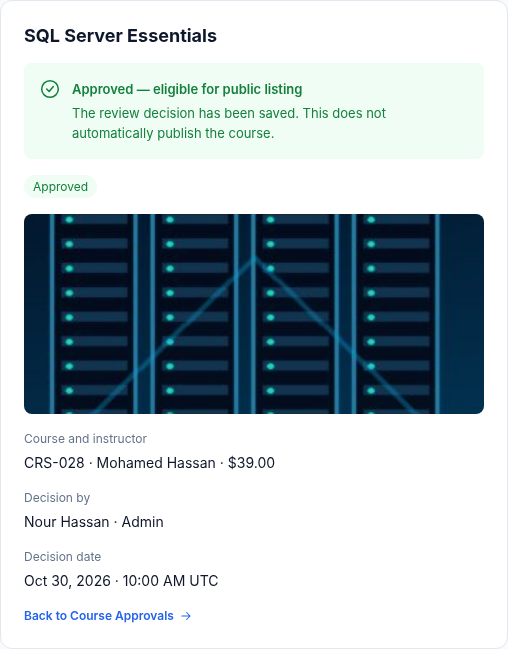 SQL Server Essentials
Approved — eligible for public listing
The review decision has been saved. This does not
automatically publish the course.
Approved
Course and instructor
CRS-028 · Mohamed Hassan · $39.00
Decision by
Nour Hassan · Admin
Decision date
Oct 30, 2026 · 10:00 AM UTC
Back to Course Approvals →